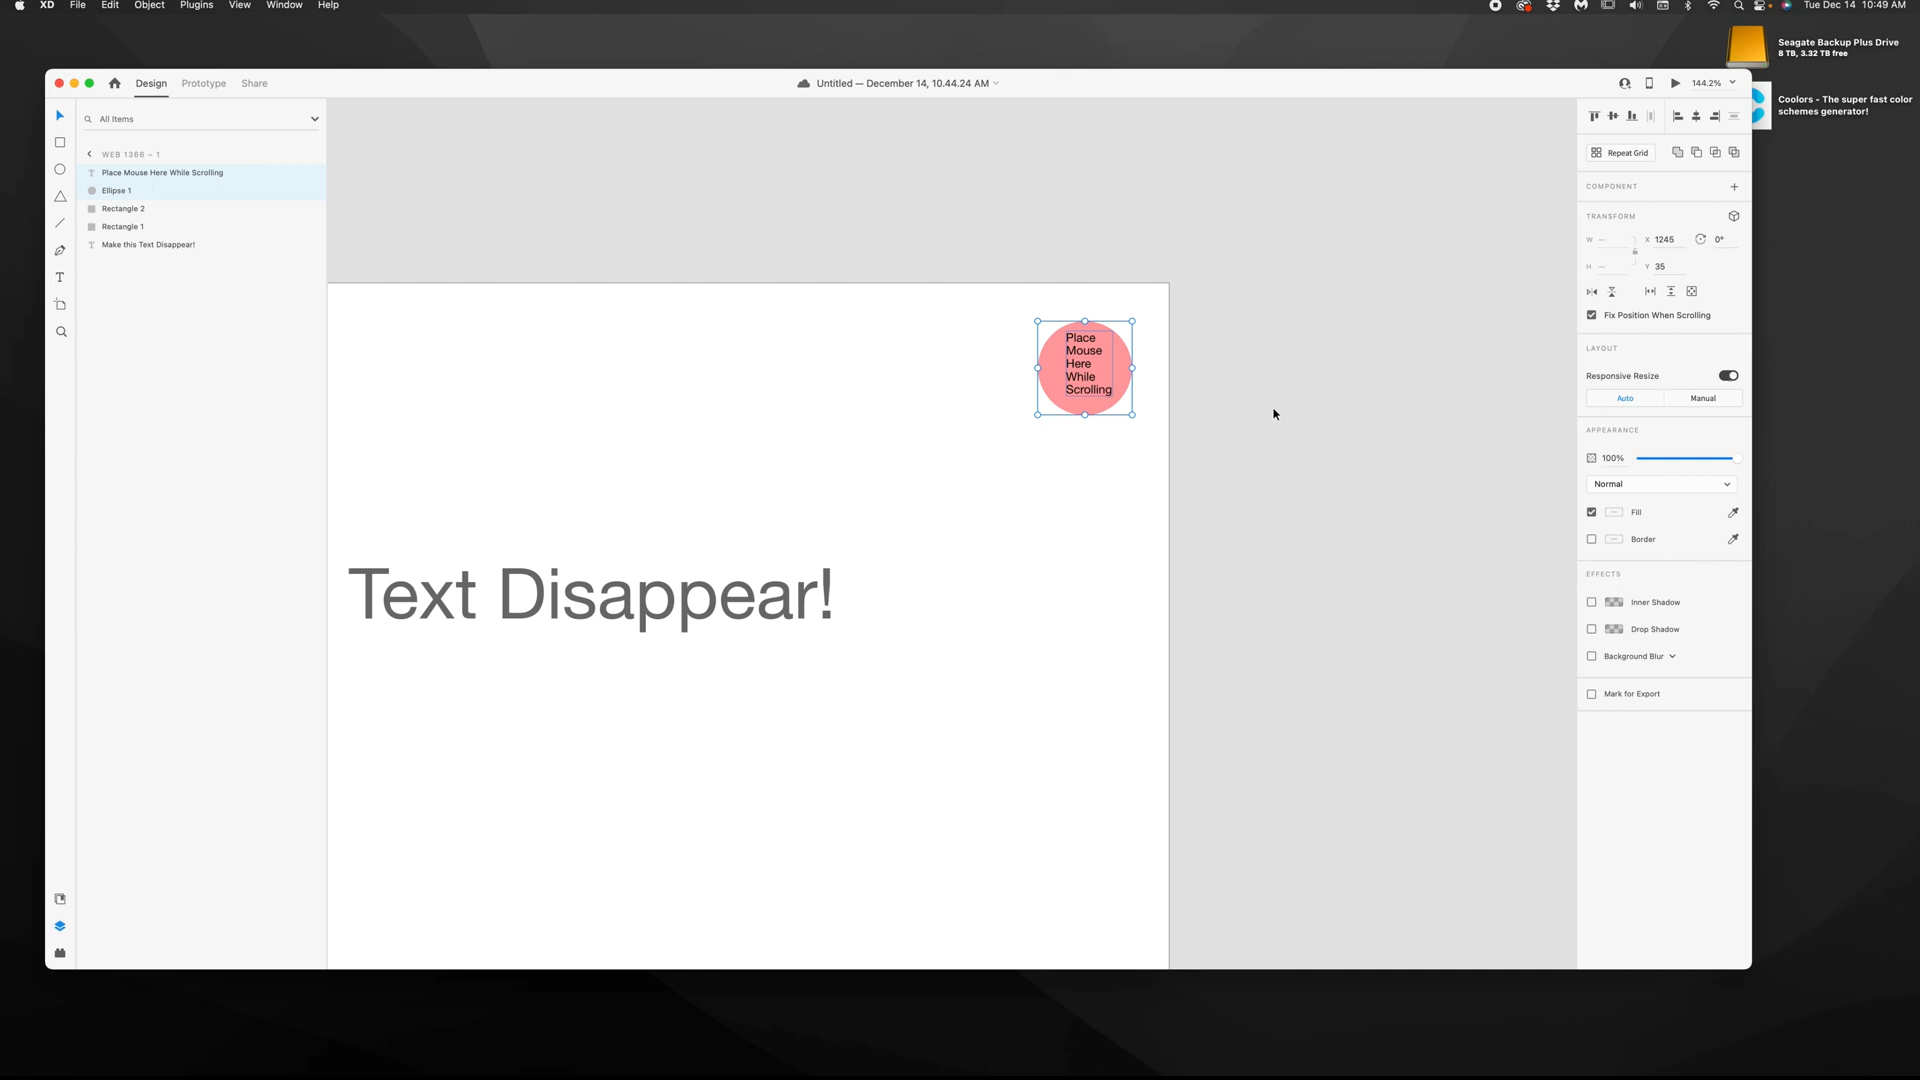 XD File Edit Object Plugins View Window Help
Tue Dec 14 10:49 AM
Seagate Backup Plus Drive
8 TB, 3.32 TB free
Coolors - The super fast color
schemes generator!
Design Prototype Share
Untitled — December 14, 10.44.24 AM
144.2%
All Items
WEB 1366 – 1
Place Mouse Here While Scrolling
Ellipse 1
Rectangle 2
Rectangle 1
Make this Text Disappear!
Place
Mouse
Here
While
Scrolling
Text Disappear!
Repeat Grid
COMPONENT
TRANSFORM
W — X 1245 0°
H — Y 35
Fix Position When Scrolling
LAYOUT
Responsive Resize
Auto Manual
APPEARANCE
100%
Normal
Fill
Border
EFFECTS
Inner Shadow
Drop Shadow
Background Blur
Mark for Export